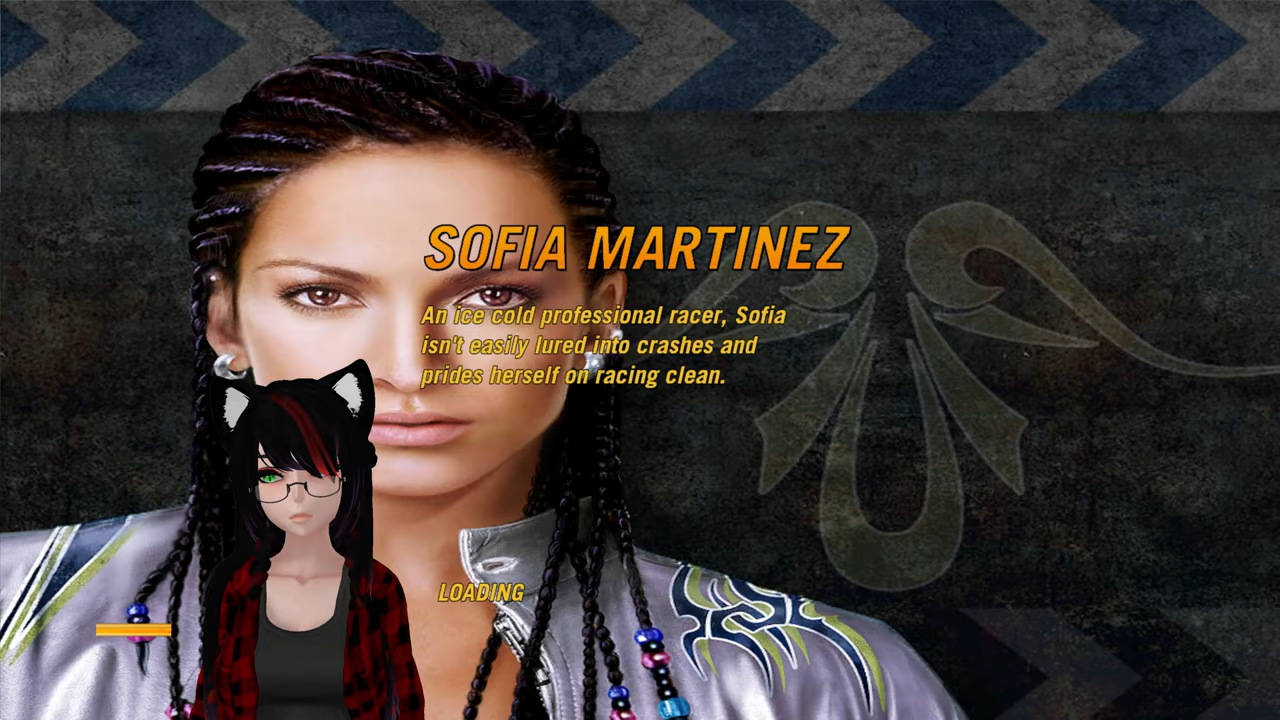 SOFIA MARTINEZ
An ice cold professional racer, Sofia
isn't easily lured into crashes and
prides herself on racing clean.
LOADING